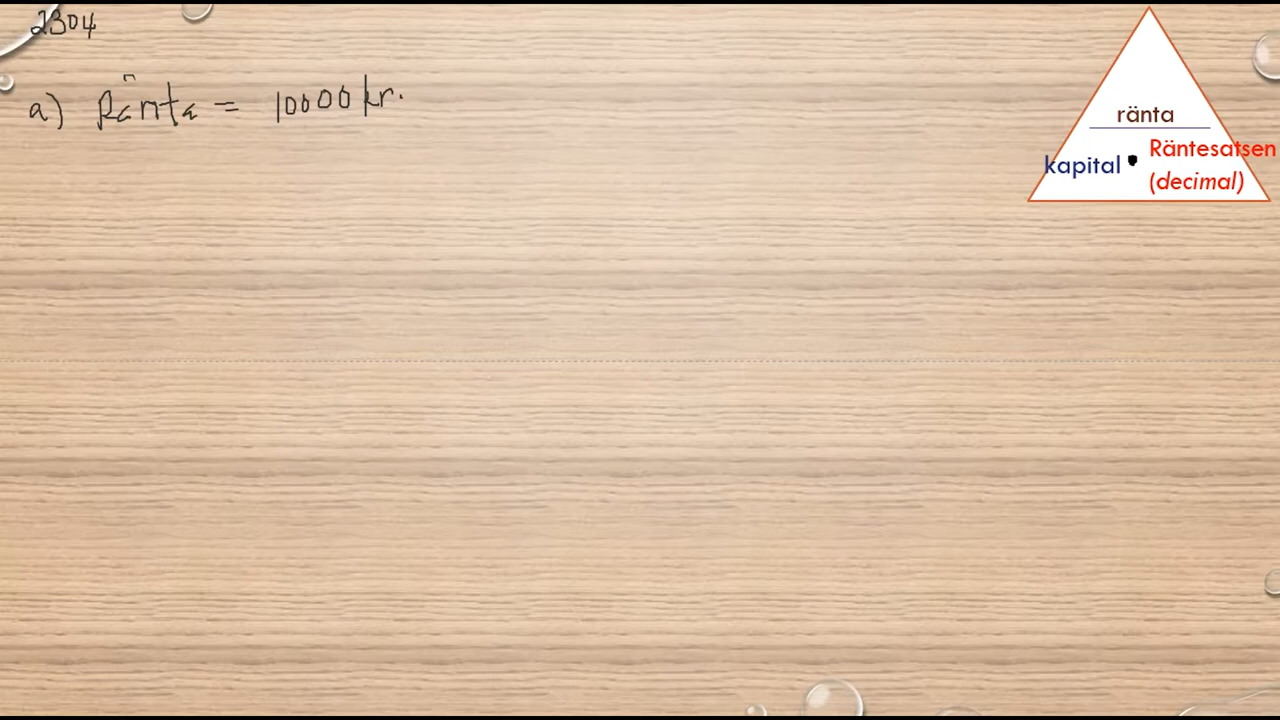 2304
a) Ränta = 10000 kr.
ränta
kapital • Räntesatsen
(decimal)